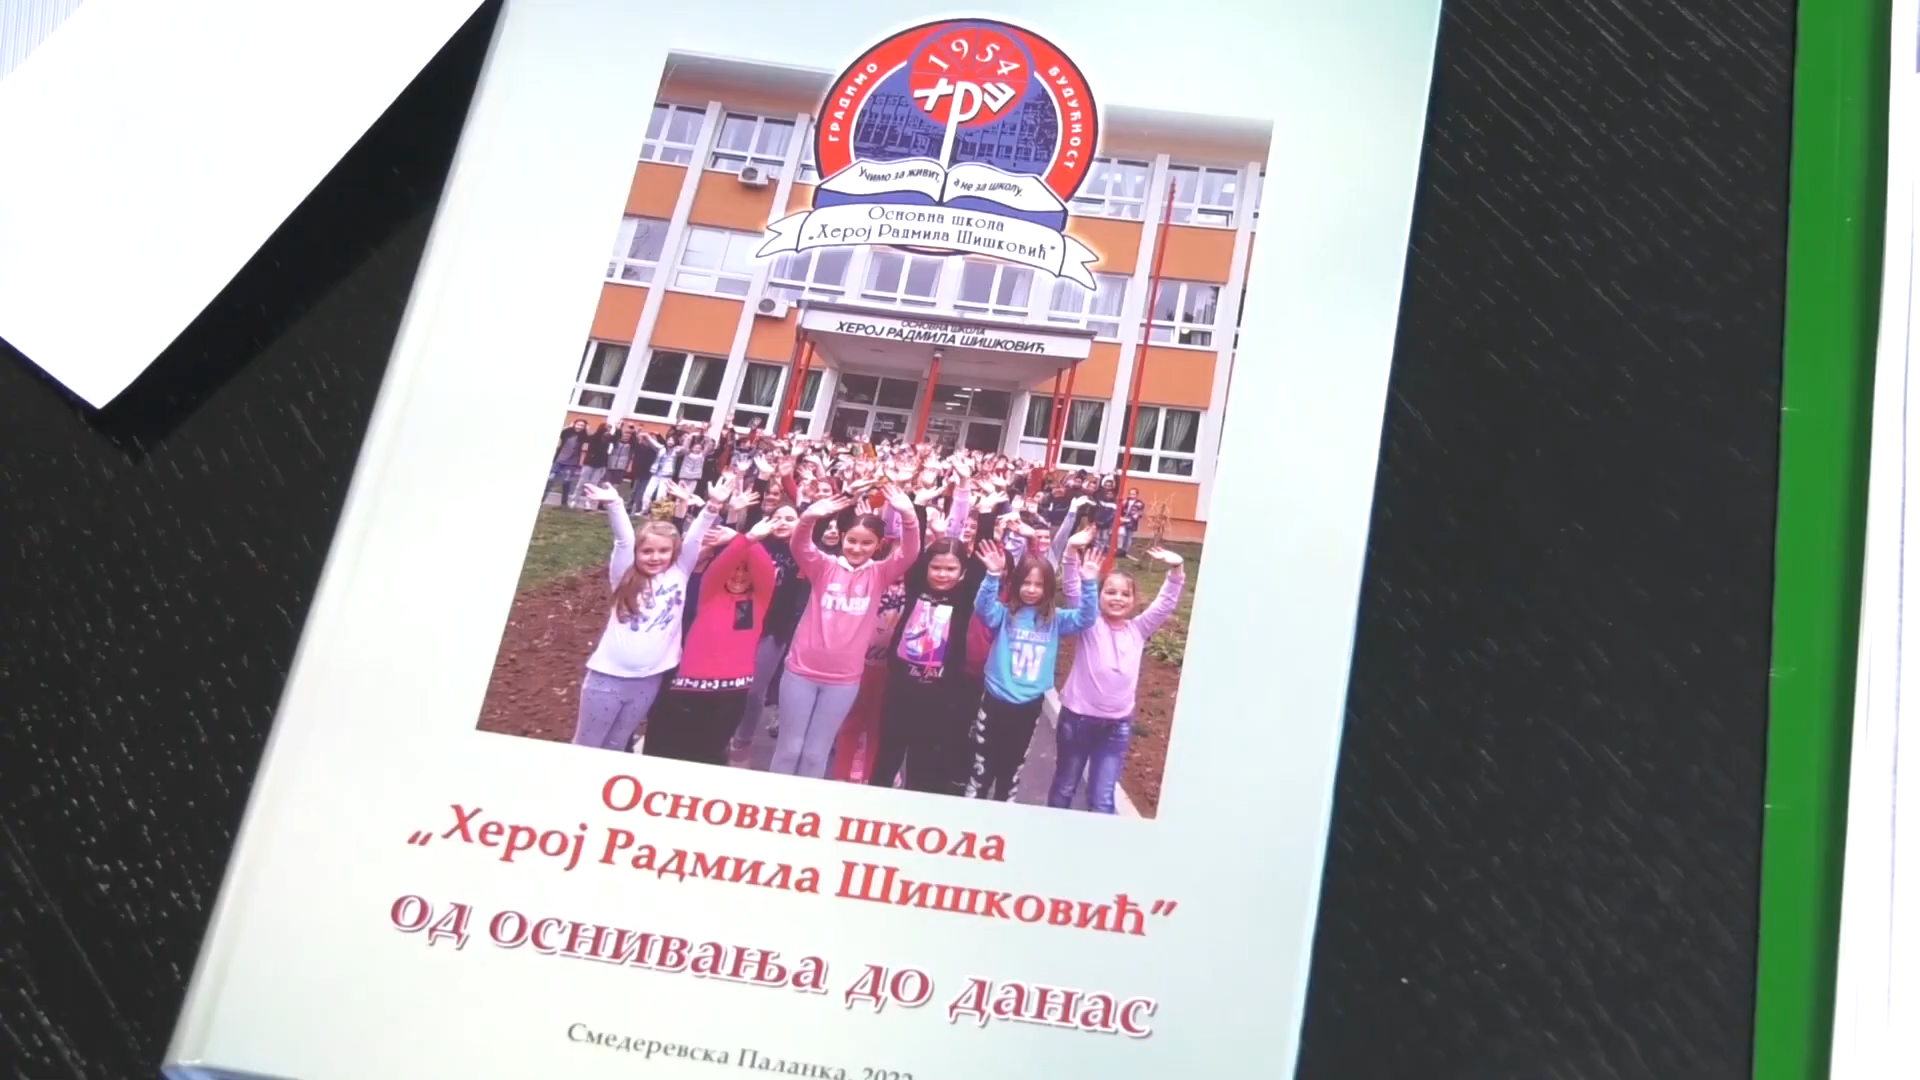 1954
ХРШ
ГРАДИМО БУДУЋНОСТ
Учимо за живот,
а не за школу.
Основна школа
„Херој Радмила Шишковић"
ОСНОВНА ШКОЛА
ХЕРОЈ РАДМИЛА ШИШКОВИЋ
W
Основна школа
„Херој Радмила Шишковић"
од оснивања до данас
Смедеревска Паланка,